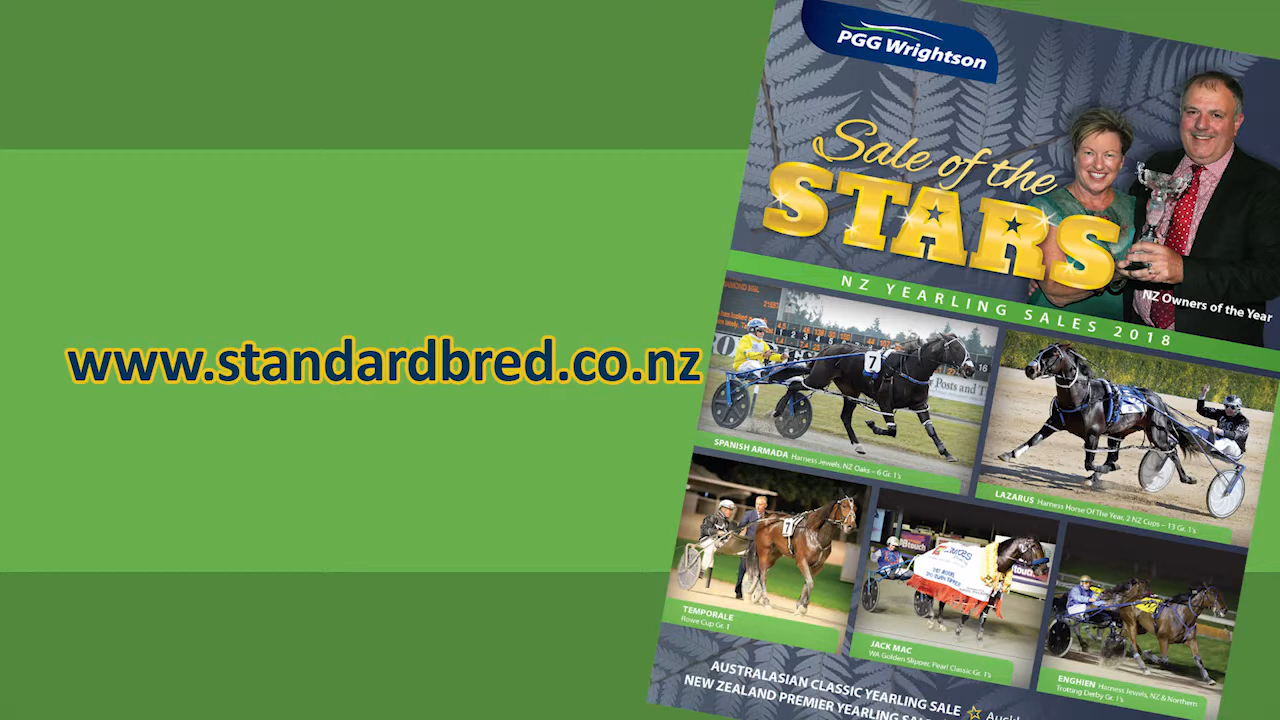 www.standardbred.co.nz
PGG Wrightson
Sale of the
STARS
NZ Owners of the Year
NZ YEARLING SALES 2018
SPANISH ARMADA Harness Jewels, NZ Oaks – 6 Gr. 1's
LAZARUS Harness Horse Of The Year, 2 NZ Cups – 13 Gr. 1's
TEMPORALE
Rowe Cup Gr. 1
JACK MAC
WA Golden Slipper, Pearl Classic Gr. 1's
ENGHIEN Harness Jewels, NZ & Northern
Trotting Derby Gr. 1's
AUSTRALASIAN CLASSIC YEARLING SALE
NEW ZEALAND PREMIER YEARLING